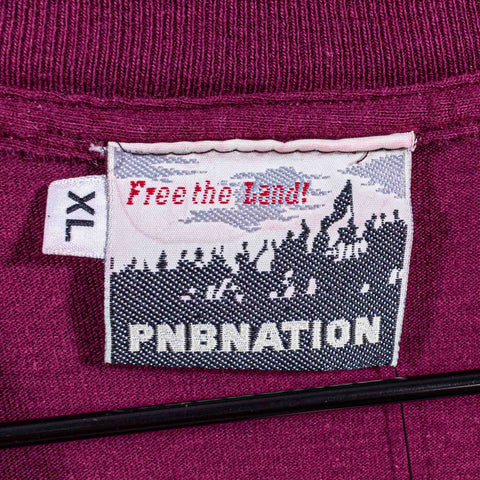 Free the Land!
XL
PNBNATION